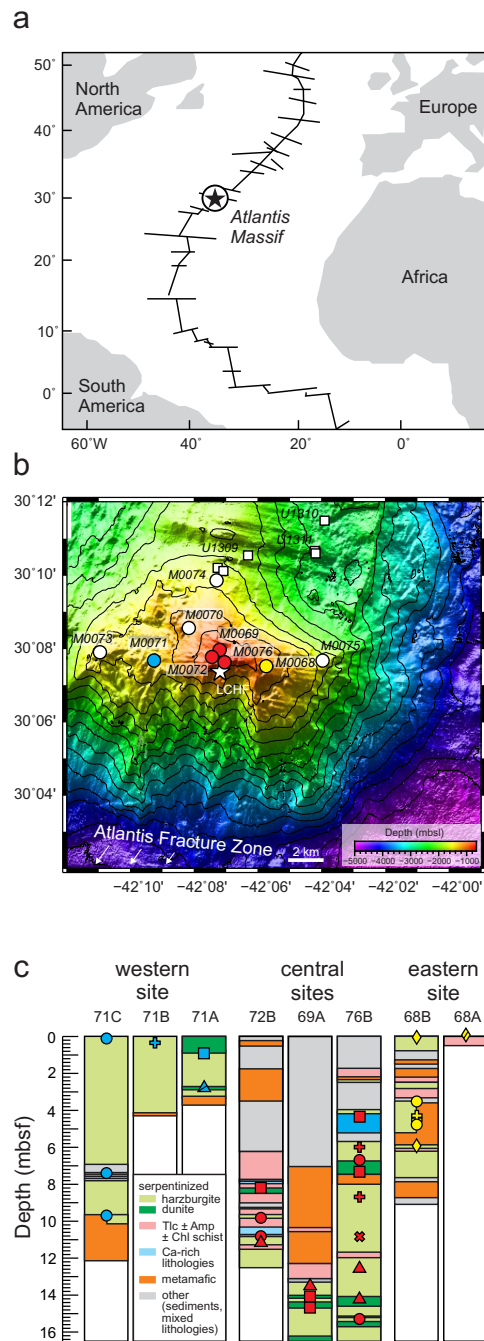 a
50°
40°
30°
20°
10°
0°
North
America
Europe
Atlantis
Massif
Africa
South
America
60°W
40°
20°
0°
b
30°12'
30°10'
30°08'
30°06'
30°04'
U1310
U1311
U1309
M0074
M0070
M0069
M0075
M0073
M0071
M0076
M0072
M0068
LCHF
Atlantis Fracture Zone
2 km
Depth (mbsl)
−5000 −4000 −3000 −2000 −1000
−42°10' −42°08' −42°06' −42°04' −42°02' −42°00'
c
western
site
central
sites
eastern
site
71C 71B 71A 72B 69A 76B 68B 68A
Depth (mbsf)
0
2
4
6
8
10
12
14
16
serpentinized
harzburgite
dunite
Tlc ± Amp
± Chl schist
Ca-rich
lithologies
metamafic
other
(sediments,
mixed
lithologies)